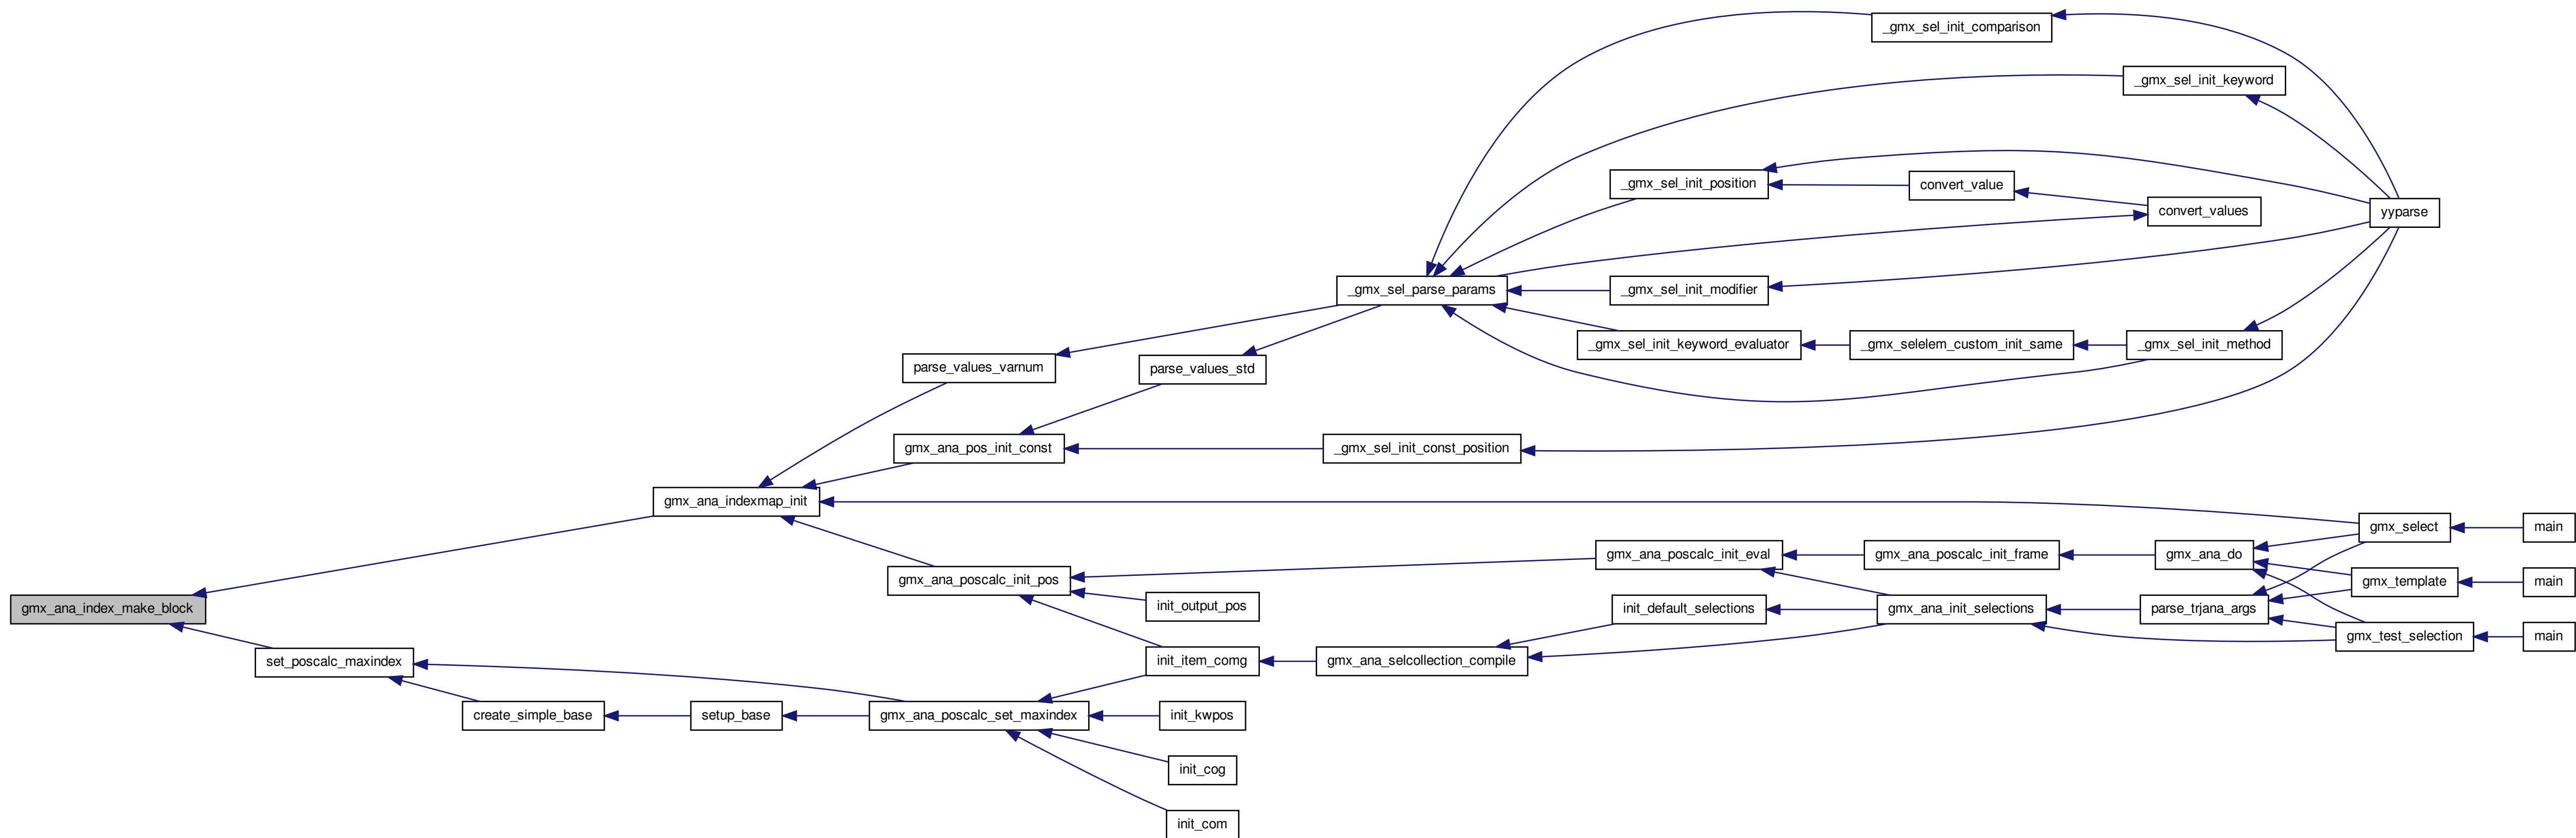 _gmx_sel_init_comparison
_gmx_sel_init_keyword
_gmx_sel_init_position
convert_value
convert_values
yyparse
_gmx_sel_parse_params
_gmx_sel_init_modifier
_gmx_sel_init_keyword_evaluator
_gmx_selelem_custom_init_same
_gmx_sel_init_method
parse_values_varnum
parse_values_std
gmx_ana_pos_init_const
_gmx_sel_init_const_position
gmx_ana_indexmap_init
gmx_select
main
gmx_ana_poscalc_init_eval
gmx_ana_poscalc_init_frame
gmx_ana_do
gmx_ana_poscalc_init_pos
gmx_template
main
gmx_ana_index_make_block
init_output_pos
init_default_selections
gmx_ana_init_selections
parse_trjana_args
gmx_test_selection
main
set_poscalc_maxindex
init_item_comg
gmx_ana_selcollection_compile
create_simple_base
setup_base
gmx_ana_poscalc_set_maxindex
init_kwpos
init_cog
init_com